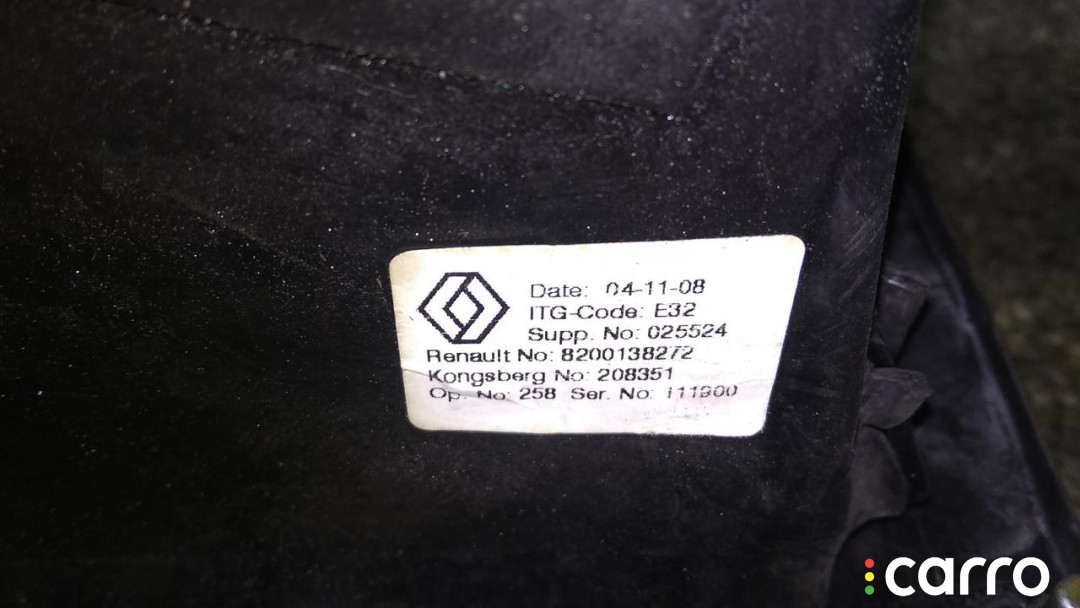 Date: 04-11-08
ITG-Code: E32
Supp. No: 025524
Renault No: 8200138272
Kongsberg No: 208351
Op. No: 258 Ser. No: 111900
carro